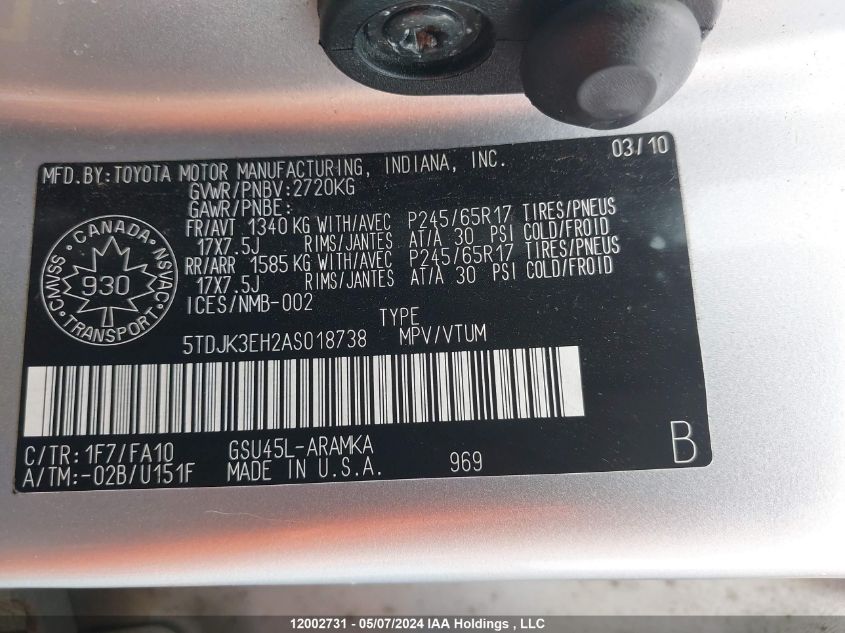 MFD.BY:TOYOTA MOTOR MANUFACTURING, INDIANA, INC. 03/10
GVWR/PNBV:2720KG
GAWR/PNBE:
FR/AVT 1340 KG WITH/AVEC P245/65R17 TIRES/PNEUS
17X7.5J RIMS/JANTES AT/A 30 PSI COLD/FROID
RR/ARR 1585 KG WITH/AVEC P245/65R17 TIRES/PNEUS
17X7.5J RIMS/JANTES AT/A 30 PSI COLD/FROID
ICES/NMB-002
CANADA
CMVSS NSVAC
930
TRANSPORT
TYPE
5TDJK3EH2AS018738 MPV/VTUM
C/TR: 1F7/FA10 GSU45L-ARAMKA
A/TM:-02B/U151F MADE IN U.S.A. 969
B
12002731 - 05/07/2024 IAA Holdings , LLC